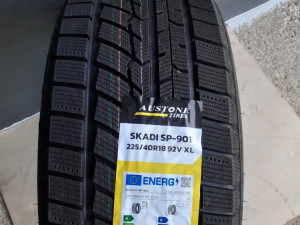 AUSTONE
TIRES
SKADI SP-901
225/40R18 92V XL
ENERG